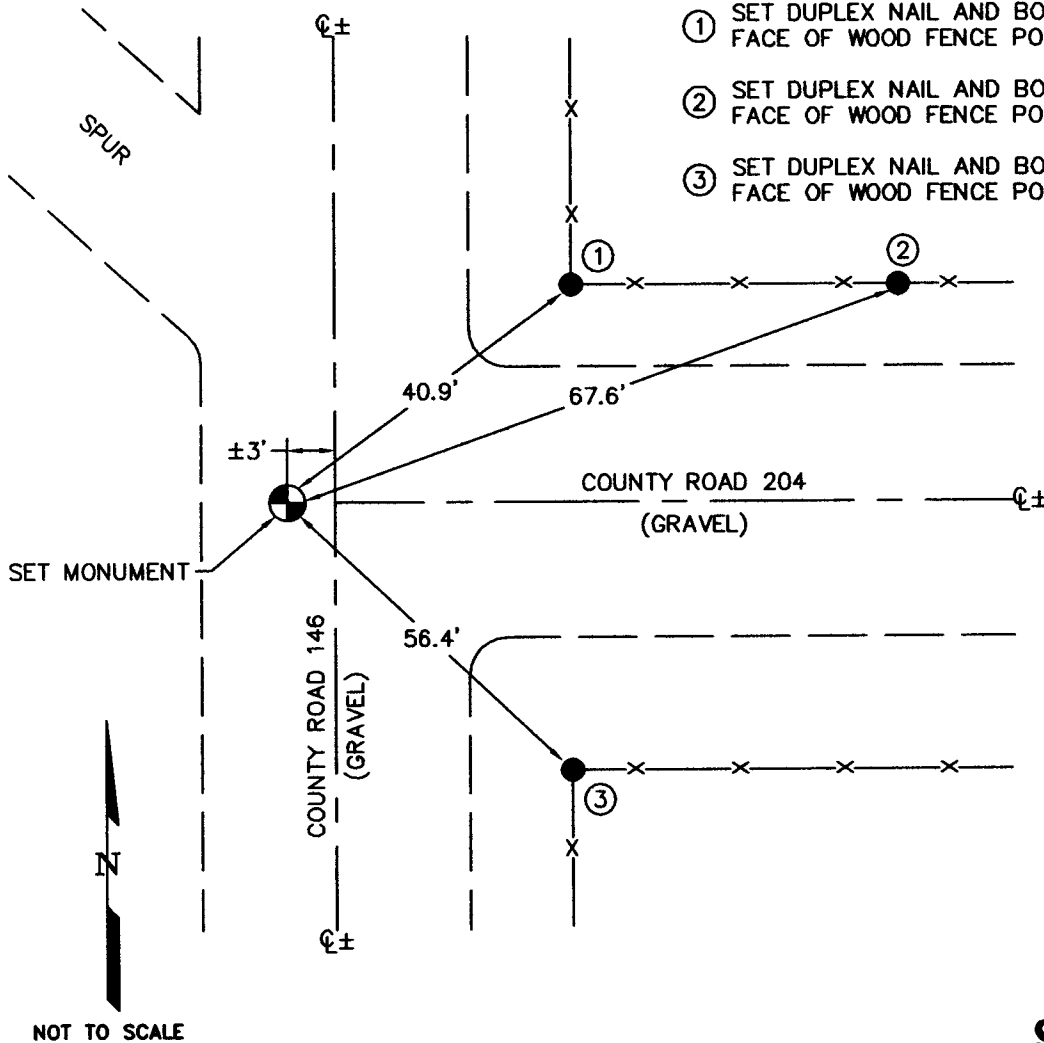 ℄±
① SET DUPLEX NAIL AND BO
FACE OF WOOD FENCE PO
② SET DUPLEX NAIL AND BO
FACE OF WOOD FENCE PO
③ SET DUPLEX NAIL AND BO
FACE OF WOOD FENCE PO
SPUR
①
②
40.9'
67.6'
±3'
COUNTY ROAD 204
(GRAVEL)
℄±
SET MONUMENT
56.4'
COUNTY ROAD 146
(GRAVEL)
③
N
℄±
NOT TO SCALE